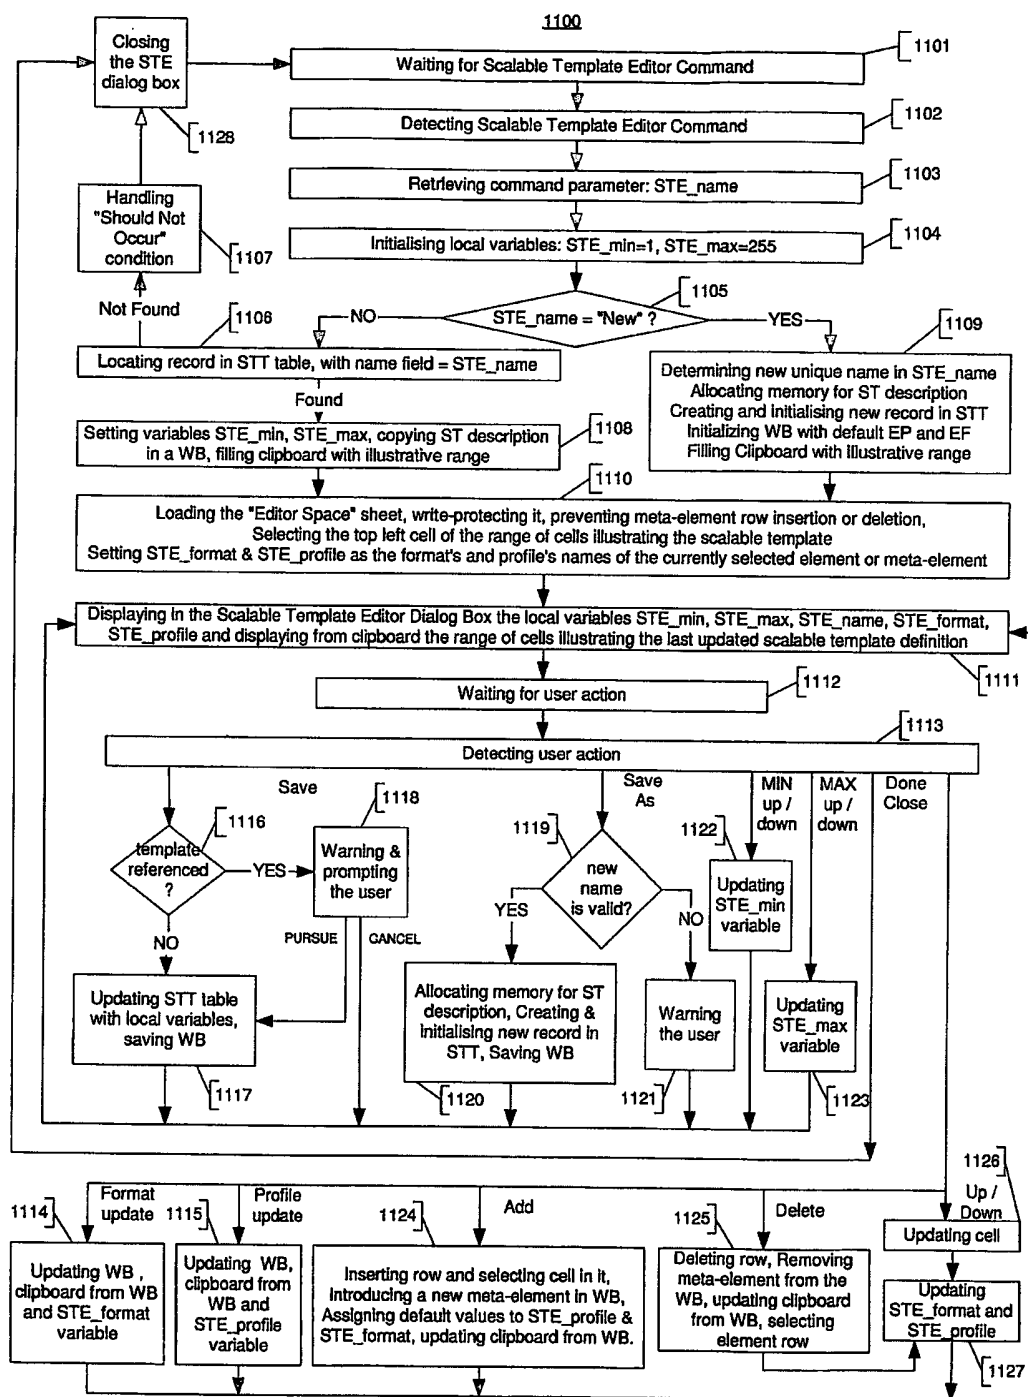 1100
Closing
the STE
dialog box
1128
Waiting for Scalable Template Editor Command
1101
Detecting Scalable Template Editor Command
1102
Retrieving command parameter: STE_name
1103
Initialising local variables: STE_min=1, STE_max=255
1104
Handling
"Should Not
Occur"
condition
1107
Not Found
1106
NO
STE_name = "New" ?
1105
YES
1109
Locating record in STT table, with name field = STE_name
Found
Setting variables STE_min, STE_max, copying ST description
in a WB, filling clipboard with illustrative range
1108
Determining new unique name in STE_name
Allocating memory for ST description
Creating and Initialising new record in STT
Initializing WB with default EP and EF
Filling Clipboard with Illustrative range
1110
Loading the "Editor Space" sheet, write-protecting it, preventing meta-element row insertion or deletion,
Selecting the top left cell of the range of cells illustrating the scalable template
Setting STE_format & STE_profile as the format's and profile's names of the currently selected element or meta-element
Displaying in the Scalable Template Editor Dialog Box the local variables STE_min, STE_max, STE_name, STE_format,
STE_profile and displaying from clipboard the range of cells illustrating the last updated scalable template definition
1111
Waiting for user action
1112
Detecting user action
1113
Save
Save
As
MIN
up /
down
MAX
up /
down
Done
Close
1116
template
referenced
?
YES
NO
1118
Warning &
prompting
the user
PURSUE
CANCEL
Updating STT table
with local variables,
saving WB
1117
1119
new
name
is valid?
YES
NO
Allocating memory for ST
description, Creating &
Initialising new record in
STT, Saving WB
1120
Warning
the user
1121
1122
Updating
STE_min
variable
Updating
STE_max
variable
1123
1126
1114
Format
update
1115
Profile
update
1124
Add
1125
Delete
Up /
Down
Updating WB ,
clipboard from WB
and STE_format
variable
Updating WB,
clipboard from
WB and
STE_profile
variable
Inserting row and selecting cell in it,
Introducing a new meta-element in WB,
Assigning default values to STE_profile &
STE_format, updating clipboard from WB.
Deleting row, Removing
meta-element from the
WB, updating clipboard
from WB, selecting
element row
Updating cell
Updating
STE_format and
STE_profile
1127